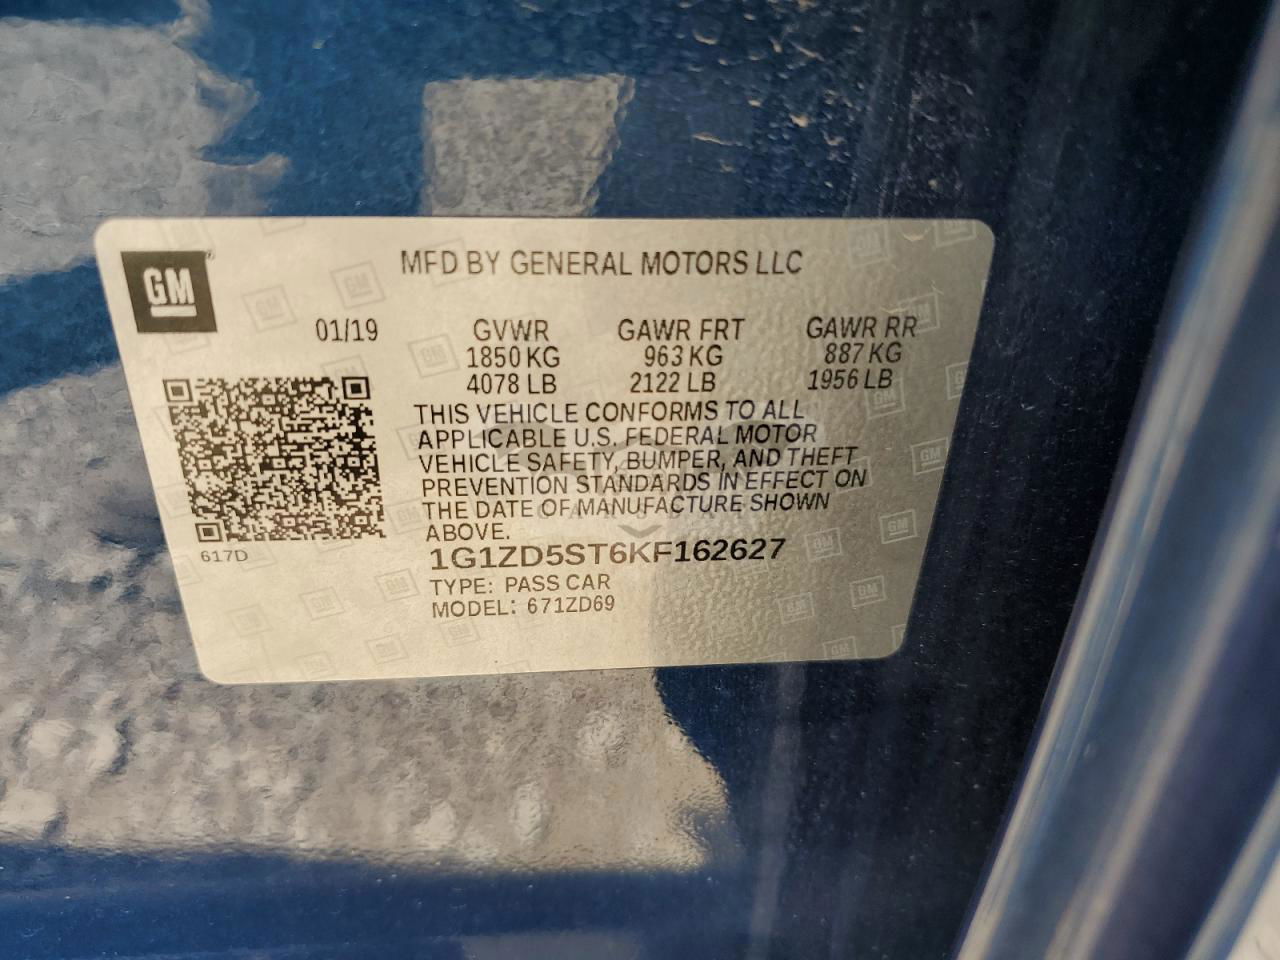 GM
MFD BY GENERAL MOTORS LLC
01/19 GVWR GAWR FRT GAWR RR
1850 KG 963 KG 887 KG
4078 LB 2122 LB 1956 LB
THIS VEHICLE CONFORMS TO ALL
APPLICABLE U.S. FEDERAL MOTOR
VEHICLE SAFETY, BUMPER, AND THEFT
PREVENTION STANDARDS IN EFFECT ON
THE DATE OF MANUFACTURE SHOWN
ABOVE.
617D
1G1ZD5ST6KF162627
TYPE: PASS CAR
MODEL: 671ZD69